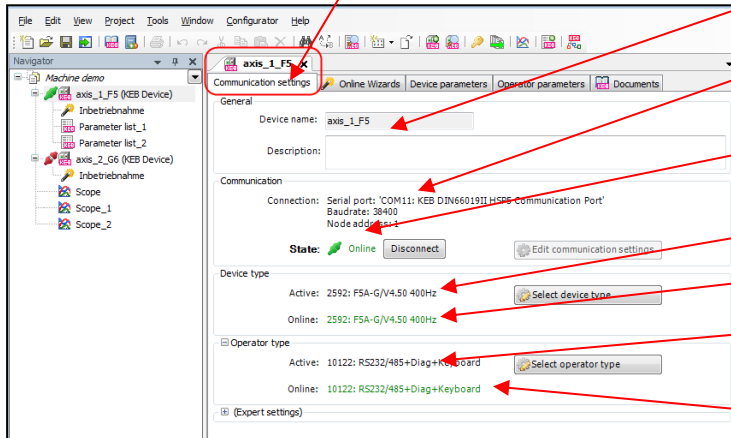 File Edit View Project Tools Window Configurator Help
Navigator
axis_1_F5
Machine demo
axis_1_F5 (KEB Device)
Inbetriebnahme
Parameter list_1
Parameter list_2
axis_2_G6 (KEB Device)
Inbetriebnahme
Scope
Scope_1
Scope_2
Communication settings Online Wizards Device parameters Operator parameters Documents
General
Device name: axis_1_F5
Description:
Communication
Connection: Serial port: 'COM11: KEB DIN66019II HSP5 Communication Port'
Baudrate: 38400
Node address: 1
State: Online Disconnect Edit communication settings
Device type
Active: 2592: F5A-G/V4.50 400Hz Select device type
Online: 2592: F5A-G/V4.50 400Hz
Operator type
Active: 10122: RS232/485+Diag+Keyboard Select operator type
Online: 10122: RS232/485+Diag+Keyboard
(Expert settings)